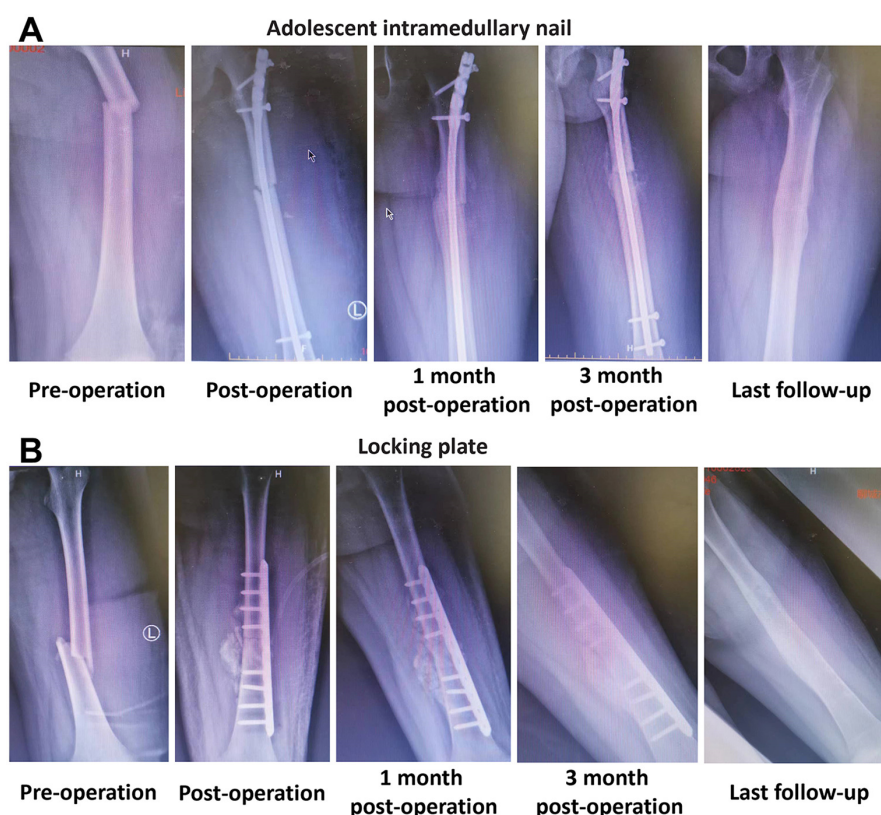 A
Adolescent intramedullary nail
H
L
H
Pre-operation
Post-operation
1 month
post-operation
3 month
post-operation
Last follow-up
B
Locking plate
H
H
H
L
Pre-operation
Post-operation
1 month
post-operation
3 month
post-operation
Last follow-up